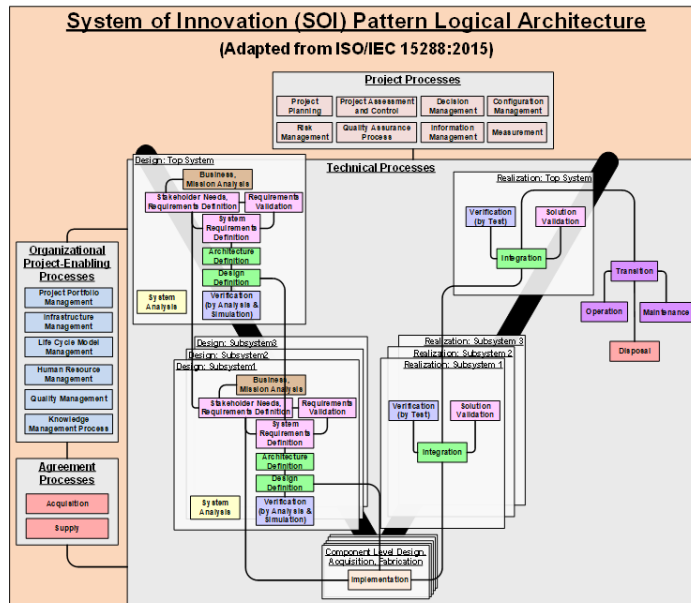 System of Innovation (SOI) Pattern Logical Architecture
(Adapted from ISO/IEC 15288:2015)
Project Processes
Project
Planning
Project Assessment
and Control
Decision
Management
Configuration
Management
Risk
Management
Quality Assurance
Process
Information
Management
Measurement
Technical Processes
Design: Top System
Business,
Mission Analysis
Stakeholder Needs,
Requirements Definition
Requirements
Validation
System
Requirements
Definition
Architecture
Definition
Design
Definition
System
Analysis
Verification
(by Analysis &
Simulation)
Realization: Top System
Verification
(by Test)
Solution
Validation
Integration
Transition
Operation
Maintenance
Disposal
Organizational
Project-Enabling
Processes
Project Portfolio
Management
Infrastructure
Management
Life Cycle Model
Management
Human Resource
Management
Quality Management
Knowledge
Management Process
Agreement
Processes
Acquisition
Supply
Design: Subsystem3
Design: Subsystem2
Design: Subsystem1
Business,
Mission Analysis
Stakeholder Needs,
Requirements Definition
Requirements
Validation
System
Requirements
Definition
Architecture
Definition
Design
Definition
System
Analysis
Verification
(by Analysis &
Simulation)
Realization: Subsystem 3
Realization: Subsystem 2
Realization: Subsystem 1
Verification
(by Test)
Solution
Validation
Integration
Component Level Design,
Acquisition, Fabrication
Implementation